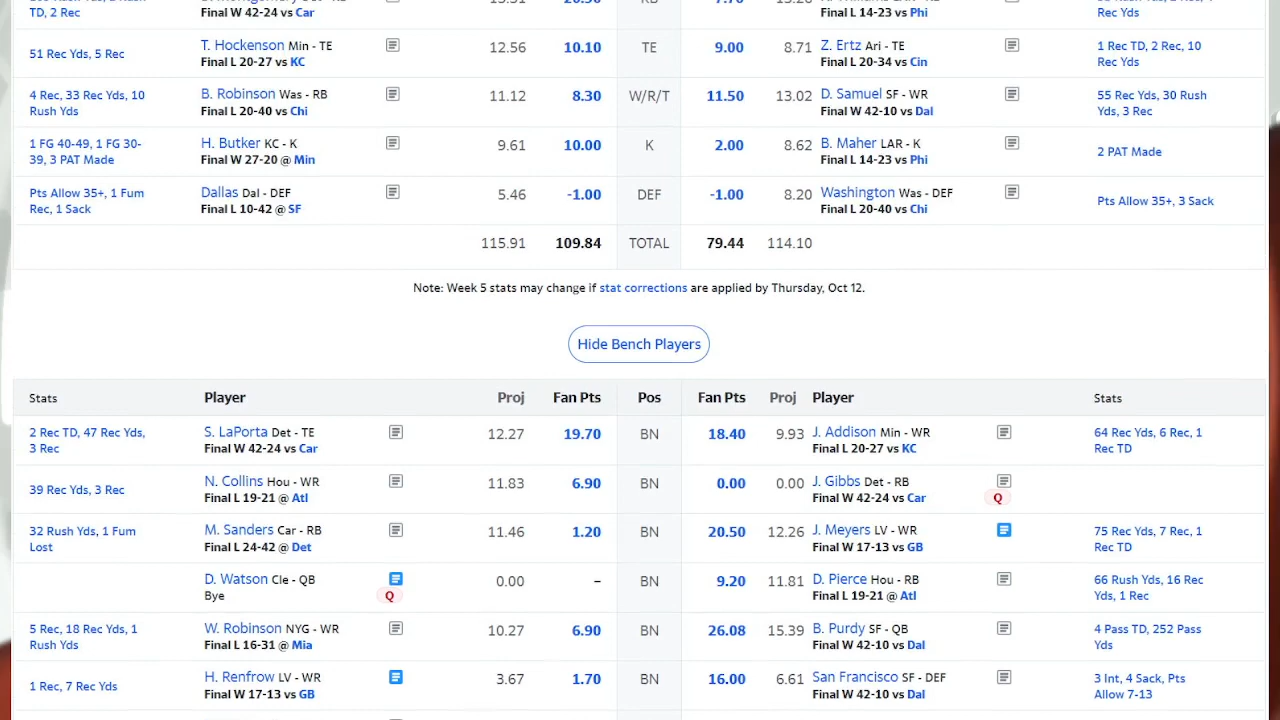 TD, 2 Rec
Final W 42-24 vs Car
Final L 14-23 vs Phi
Rec Yds
51 Rec Yds, 5 Rec
T. Hockenson Min - TE
Final L 20-27 vs KC
12.56
10.10
TE
9.00
8.71
Z. Ertz Ari - TE
Final L 20-34 vs Cin
1 Rec TD, 2 Rec, 10
Rec Yds
4 Rec, 33 Rec Yds, 10
Rush Yds
B. Robinson Was - RB
Final L 20-40 vs Chi
11.12
8.30
W/R/T
11.50
13.02
D. Samuel SF - WR
Final W 42-10 vs Dal
55 Rec Yds, 30 Rush
Yds, 3 Rec
1 FG 40-49, 1 FG 30-
39, 3 PAT Made
H. Butker KC - K
Final W 27-20 @ Min
9.61
10.00
K
2.00
8.62
B. Maher LAR - K
Final L 14-23 vs Phi
2 PAT Made
Pts Allow 35+, 1 Fum
Rec, 1 Sack
Dallas Dal - DEF
Final L 10-42 @ SF
5.46
-1.00
DEF
-1.00
8.20
Washington Was - DEF
Final L 20-40 vs Chi
Pts Allow 35+, 3 Sack
115.91
109.84
TOTAL
79.44
114.10
Note: Week 5 stats may change if stat corrections are applied by Thursday, Oct 12.
Hide Bench Players
Stats
Player
Proj
Fan Pts
Pos
Fan Pts
Proj
Player
Stats
2 Rec TD, 47 Rec Yds,
3 Rec
S. LaPorta Det - TE
Final W 42-24 vs Car
12.27
19.70
BN
18.40
9.93
J. Addison Min - WR
Final L 20-27 vs KC
64 Rec Yds, 6 Rec, 1
Rec TD
39 Rec Yds, 3 Rec
N. Collins Hou - WR
Final L 19-21 @ Atl
11.83
6.90
BN
0.00
0.00
J. Gibbs Det - RB
Final W 42-24 vs Car
Q
32 Rush Yds, 1 Fum
Lost
M. Sanders Car - RB
Final L 24-42 @ Det
11.46
1.20
BN
20.50
12.26
J. Meyers LV - WR
Final W 17-13 vs GB
75 Rec Yds, 7 Rec, 1
Rec TD
D. Watson Cle - QB
Bye
Q
0.00
–
BN
9.20
11.81
D. Pierce Hou - RB
Final L 19-21 @ Atl
66 Rush Yds, 16 Rec
Yds, 1 Rec
5 Rec, 18 Rec Yds, 1
Rush Yds
W. Robinson NYG - WR
Final L 16-31 @ Mia
10.27
6.90
BN
26.08
15.39
B. Purdy SF - QB
Final W 42-10 vs Dal
4 Pass TD, 252 Pass
Yds
1 Rec, 7 Rec Yds
H. Renfrow LV - WR
Final W 17-13 vs GB
3.67
1.70
BN
16.00
6.61
San Francisco SF - DEF
Final W 42-10 vs Dal
3 Int, 4 Sack, Pts
Allow 7-13